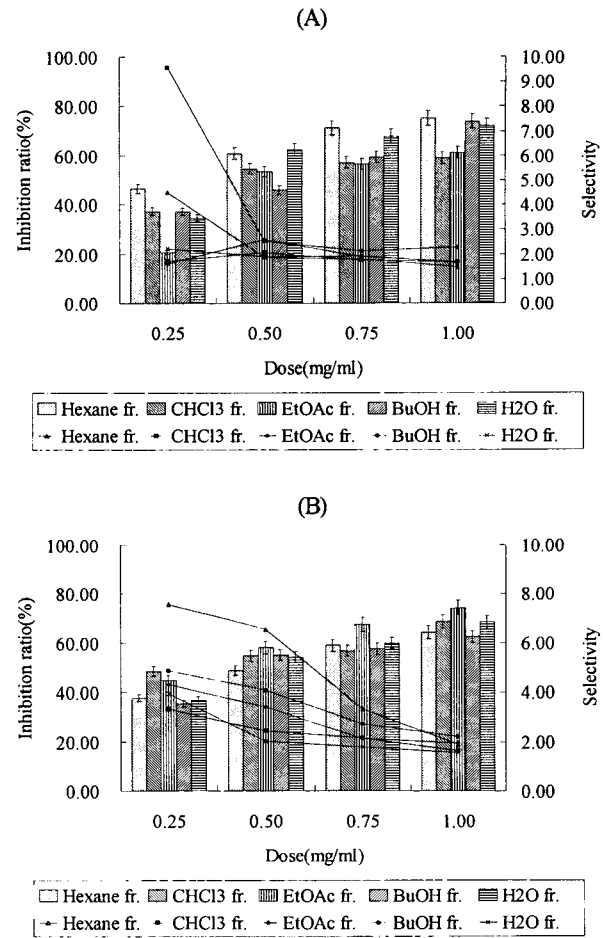 (A)
100.00
80.00
60.00
40.00
20.00
0.00
Inhibition ratio(%)
10.00
9.00
8.00
7.00
6.00
5.00
4.00
3.00
2.00
1.00
0.00
Selectivity
0.25 0.50 0.75 1.00
Dose(mg/ml)
Hexane fr. CHCl3 fr. EtOAc fr. BuOH fr. H2O fr.
Hexane fr. CHCl3 fr. EtOAc fr. BuOH fr. H2O fr.
(B)
100.00
80.00
60.00
40.00
20.00
0.00
Inhibition ratio(%)
10.00
8.00
6.00
4.00
2.00
0.00
Selectivity
0.25 0.50 0.75 1.00
Dose(mg/ml)
Hexane fr. CHCl3 fr. EtOAc fr. BuOH fr. H2O fr.
Hexane fr. CHCl3 fr. EtOAc fr. BuOH fr. H2O fr.